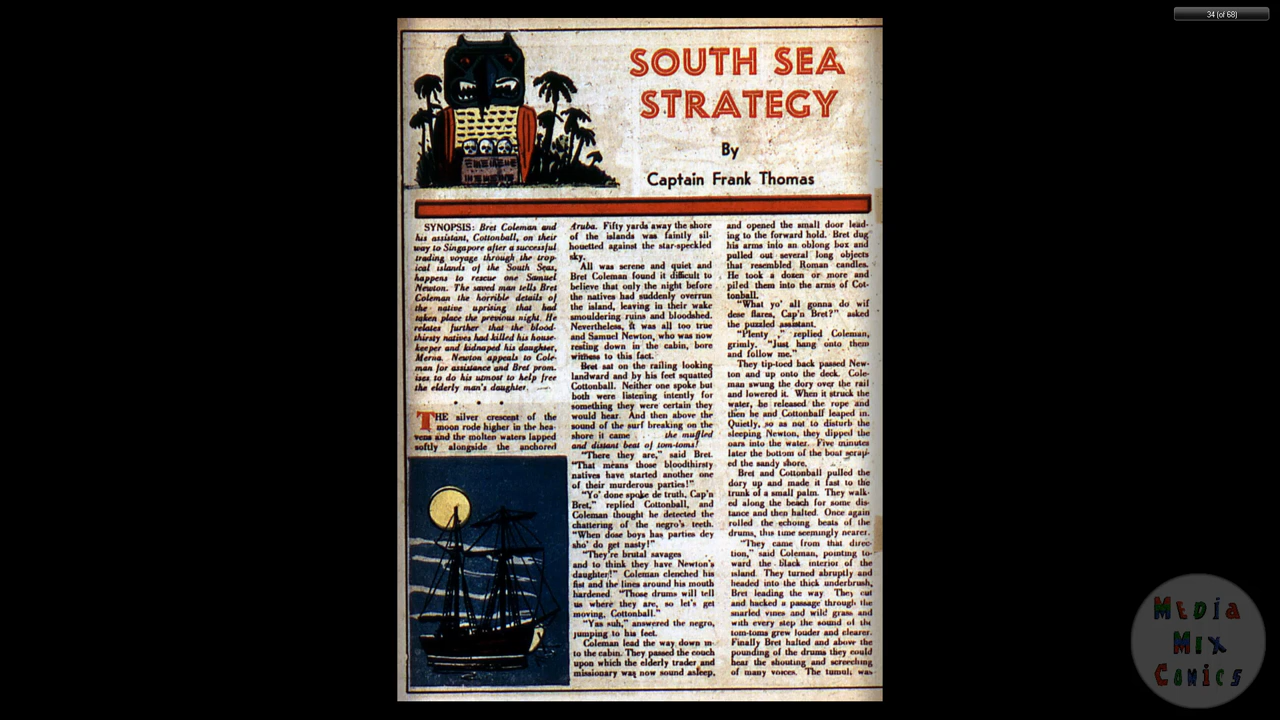 34 (of 68)
SOUTH SEA
STRATEGY
By
Captain Frank Thomas
SYNOPSIS: Bret Coleman and
his assistant, Cottonball, on their
way to Singapore after a successful
trading voyage through the trop-
ical islands of the South Seas,
happens to rescue one Samuel
Newton. The saved man tells Bret
Coleman the horrible details of
the native uprising that had
taken place the previous night. He
relates further that the blood-
thirsty natives had killed his house-
keeper and kidnaped his daughter,
Merna. Newton appeals to Cole-
man for assistance and Bret prom-
ises to do his utmost to help free
the elderly man's daughter.
THE silver crescent of the
moon rode higher in the hea-
vens and the molten waters lapped
softly alongside the anchored
Aruba. Fifty yards away the shore
of the islands was faintly sil-
houetted against the star-speckled
sky.
All was serene and quiet and
Bret Coleman found it difficult to
believe that only the night before
the natives had suddenly overrun
the island, leaving in their wake
smouldering ruins and bloodshed.
Nevertheless, it was all too true
and Samuel Newton, who was now
resting down in the cabin, bore
witness to this fact.
Bret sat on the railing looking
landward and by his feet squatted
Cottonball. Neither one spoke but
both were listening intently for
something they were certain they
would hear. And then above the
sound of the surf breaking on the
shore it came . . . the muffled
and distant beat of tom-toms!
"There they are," said Bret.
"That means those bloodthirsty
natives have started another one
of their murderous parties!"
"Yo' done spoke de truth, Cap'n
Bret," replied Cottonball, and
Coleman thought he detected the
chattering of the negro's teeth.
"When dose boys has parties dey
sho' do get nasty!"
"They're brutal savages
and to think they have Newton's
daughter!" Coleman clenched his
fist and the lines around his mouth
hardened. "Those drums will tell
us where they are, so let's get
moving, Cottonball."
"Yas suh," answered the negro,
jumping to his feet.
Coleman lead the way down in-
to the cabin. They passed the couch
upon which the elderly trader and
missionary was now sound asleep,
and opened the small door lead-
ing to the forward hold. Bret dug
his arms into an oblong box and
pulled out several long objects
that resembled Roman candles.
He took a dozen or more and
piled them into the arms of Cot-
tonball.
"What yo' all gonna do wif
dese flares, Cap'n Bret?" asked
the puzzled assistant.
"Plenty ," replied Coleman,
grimly. "Just hang onto them
and follow me."
They tip-toed back passed New-
ton and up onto the deck. Cole-
man swung the dory over the rail
and lowered it. When it struck the
water, he released the rope and
then he and Cottonball leaped in.
Quietly, so as not to disturb the
sleeping Newton, they dipped the
oars into the water. Five minutes
later the bottom of the boat scrap-
ed the sandy shore.
Bret and Cottonball pulled the
dory up and made it fast to the
trunk of a small palm. They walk-
ed along the beach for some dis-
tance and then halted. Once again
rolled the echoing beats of the
drums, this time seemingly nearer.
"They came from that direc-
tion," said Coleman, pointing to-
ward the black interior of the
island. They turned abruptly and
headed into the thick underbrush,
Bret leading the way. They cut
and hacked a passage through the
snarled vines and wild grass and
with every step the sound of the
tom-toms grew louder and clearer.
Finally Bret halted and above the
pounding of the drums they could
hear the shouting and screeching
of many voices. The tumult was
MEDIA
MIX
COMICS